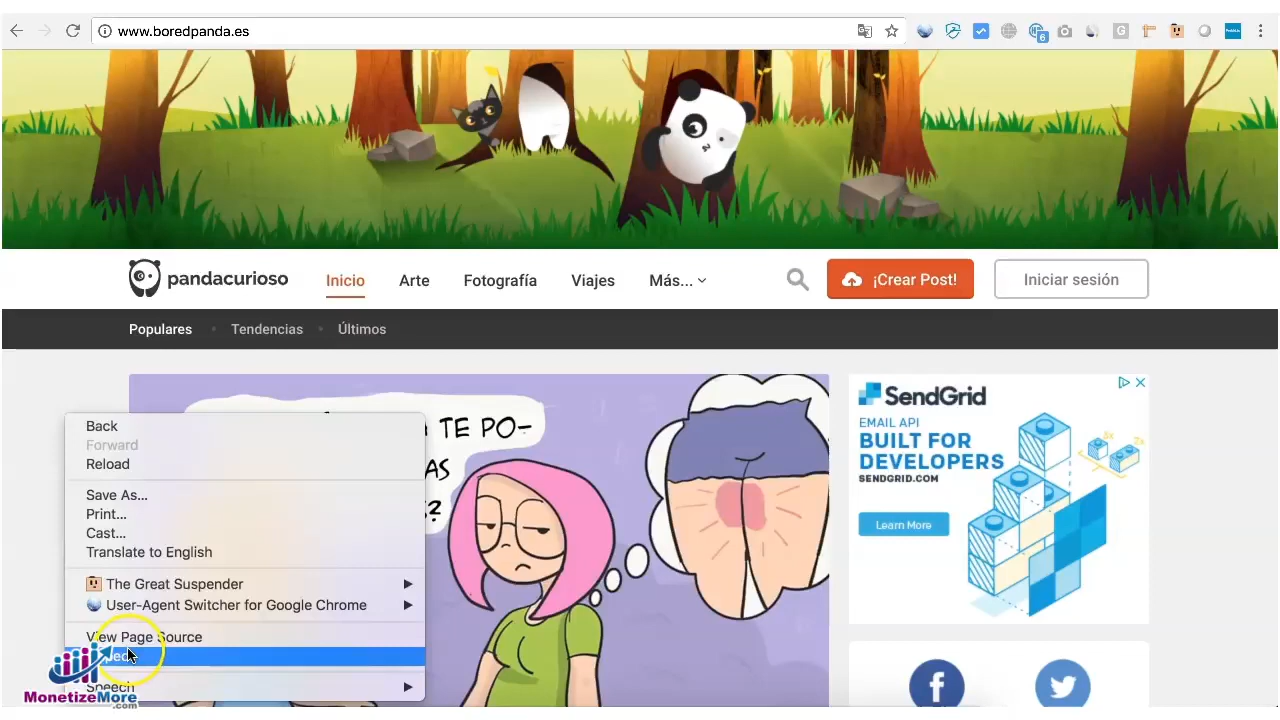 www.boredpanda.es
6
pandacurioso
Inicio
Arte
Fotografía
Viajes
Más...
¡Crear Post!
Iniciar sesión
Populares
Tendencias
Últimos
TE PO-
AS
?
Back
Forward
Reload
Save As...
Print...
Cast...
Translate to English
The Great Suspender
User-Agent Switcher for Google Chrome
View Page Source
Speech
SendGrid
EMAIL API
BUILT FOR
DEVELOPERS
SENDGRID.COM
Learn More
MonetizeMore
.com